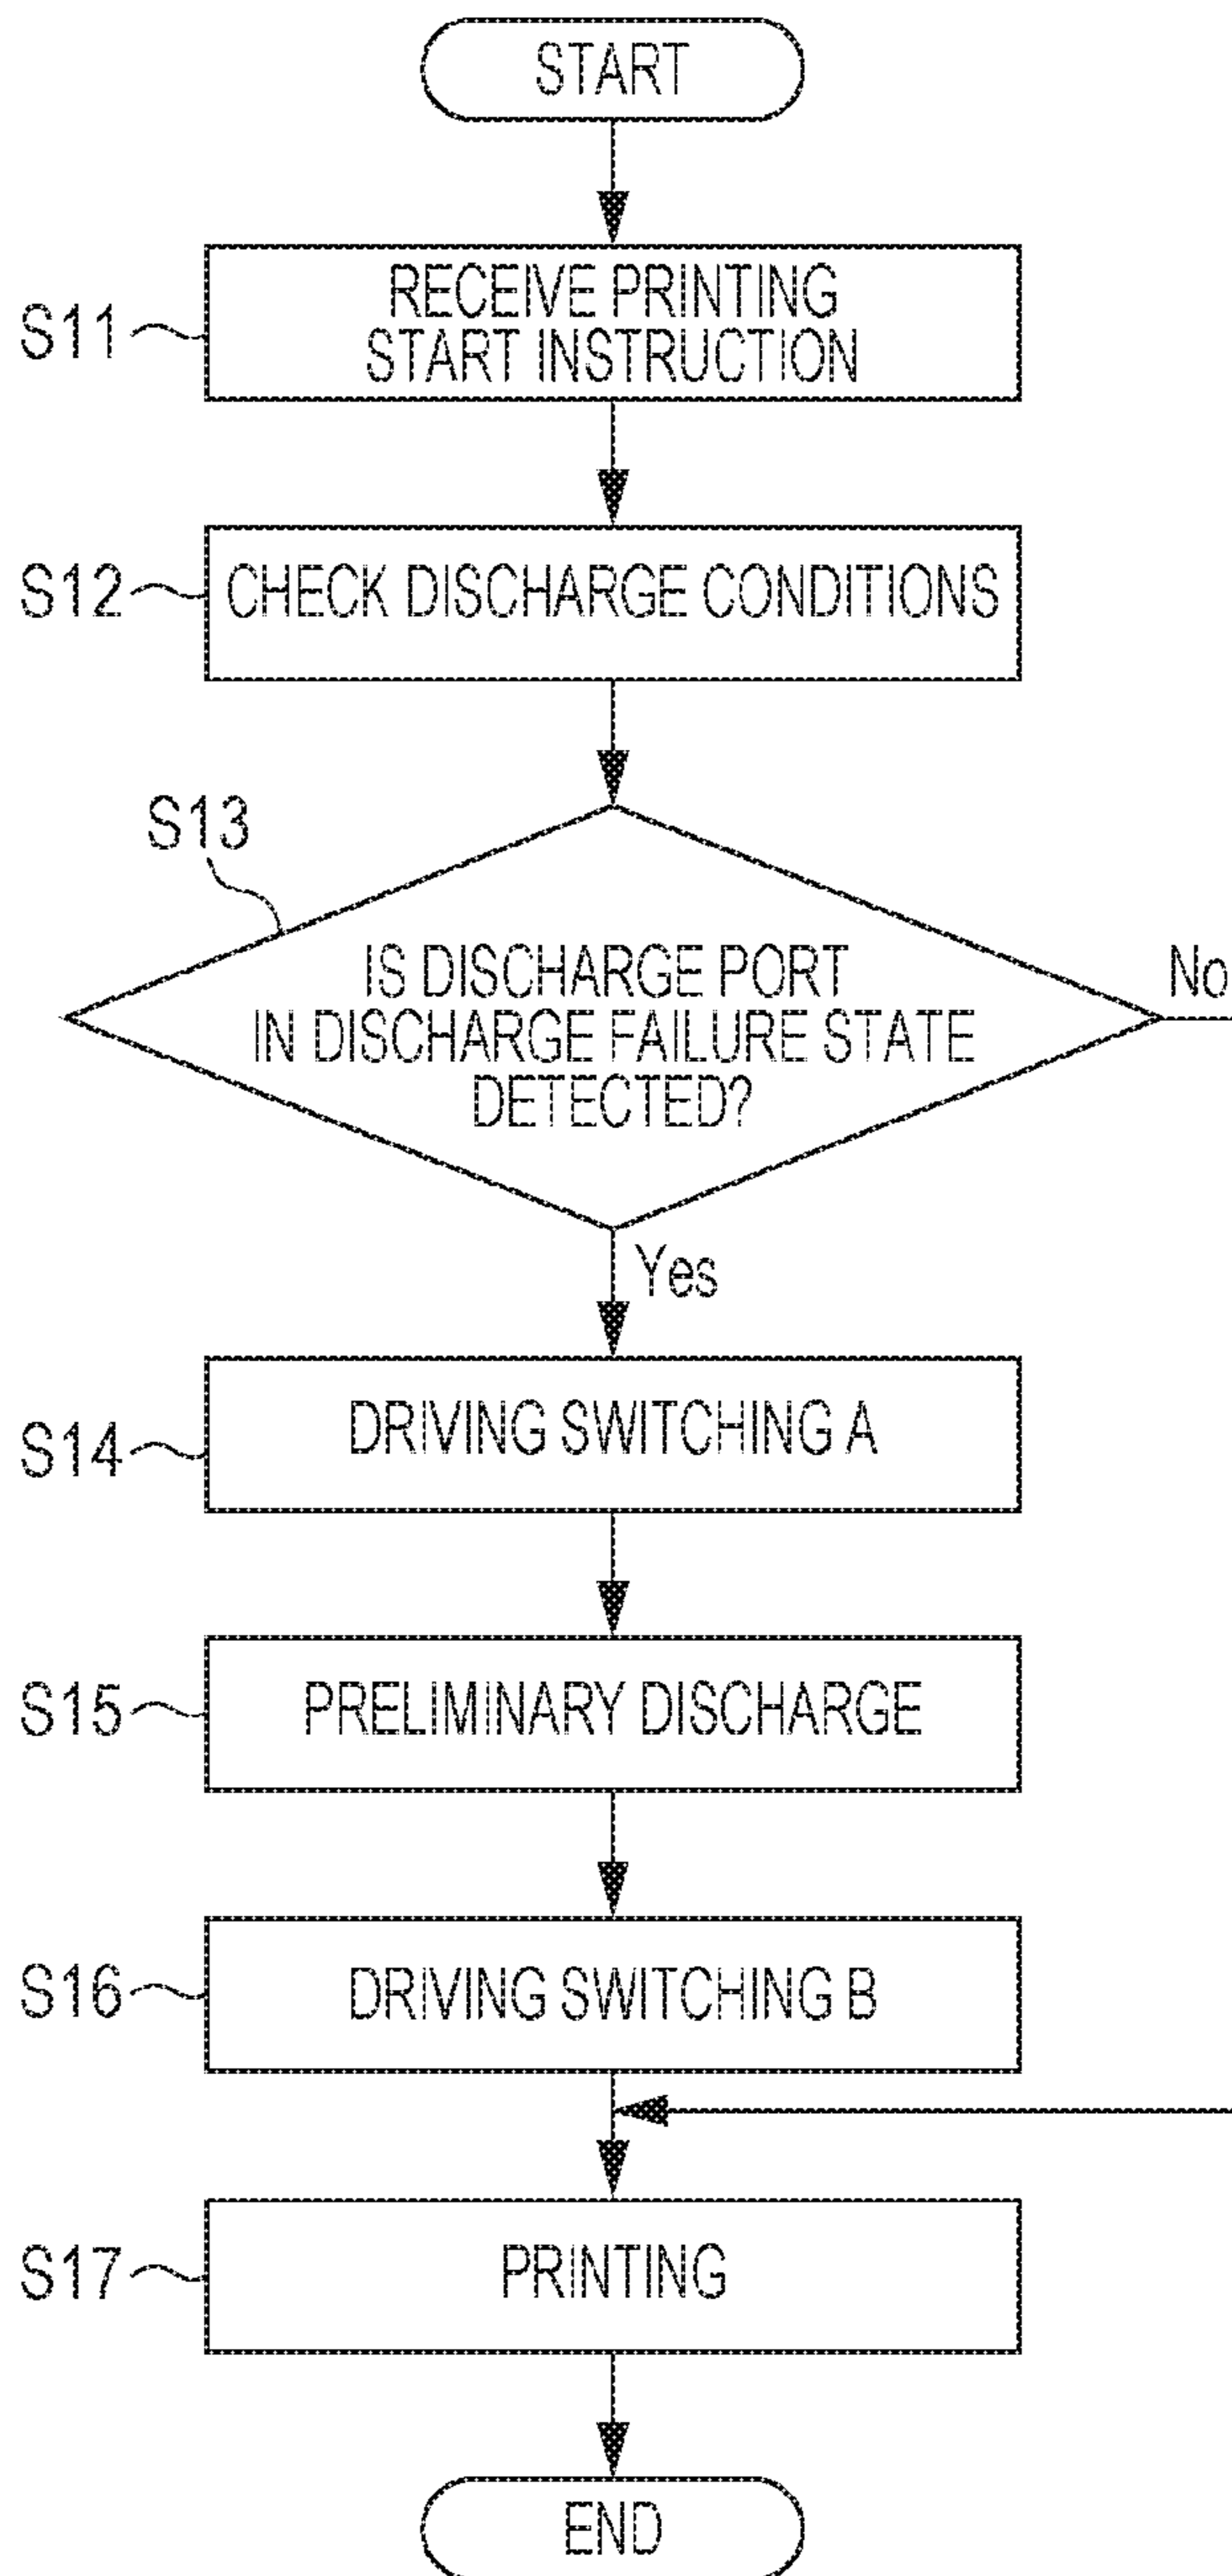 START
S11
RECEIVE PRINTING
START INSTRUCTION
S12
CHECK DISCHARGE CONDITIONS
S13
IS DISCHARGE PORT
IN DISCHARGE FAILURE STATE
DETECTED?
No
Yes
S14
DRIVING SWITCHING A
S15
PRELIMINARY DISCHARGE
S16
DRIVING SWITCHING B
S17
PRINTING
END